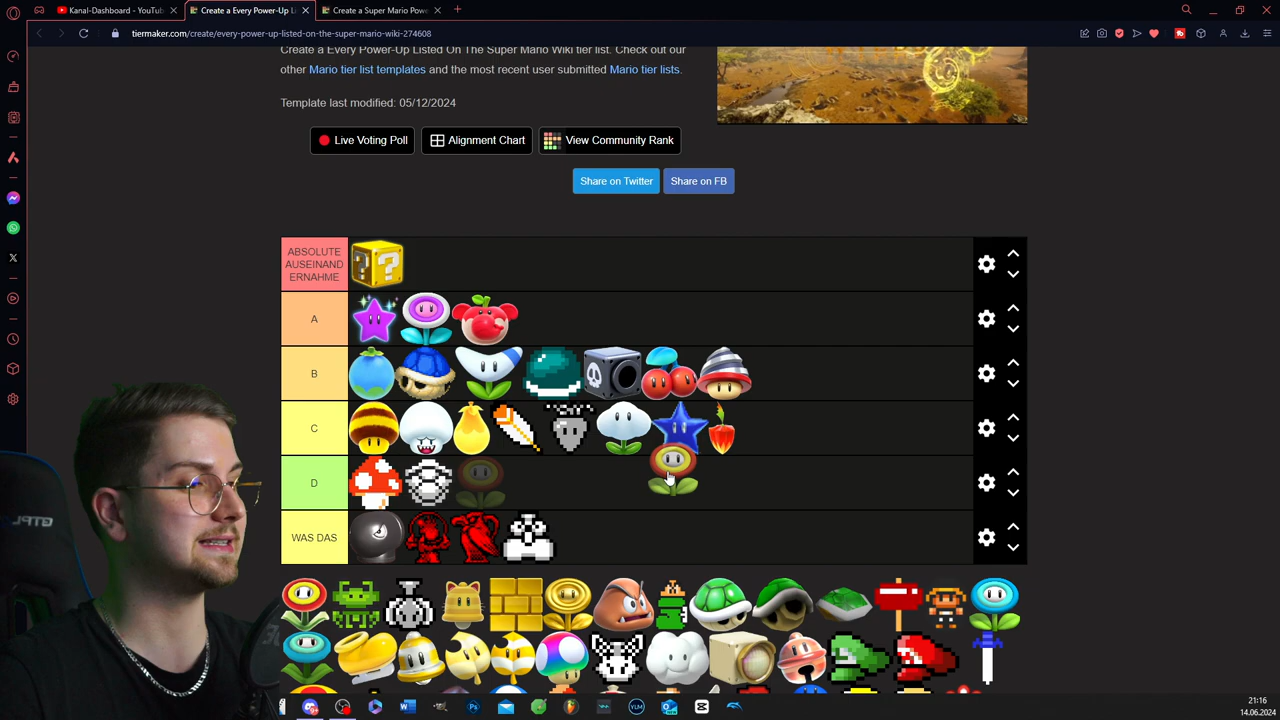 Kanal-Dashboard - YouTub
Create a Every Power-Up Li
Create a Super Mario Powe
tiermaker.com/create/every-power-up-listed-on-the-super-mario-wiki-274608
Create a Every Power-Up Listed On The Super Mario Wiki tier list. Check out our
other Mario tier list templates and the most recent user submitted Mario tier lists.
Template last modified: 05/12/2024
Live Voting Poll
Alignment Chart
View Community Rank
Share on Twitter
Share on FB
ABSOLUTE
AUSEINAND
ERNAHME
A
B
C
D
WAS DAS
21:16
14.06.2024